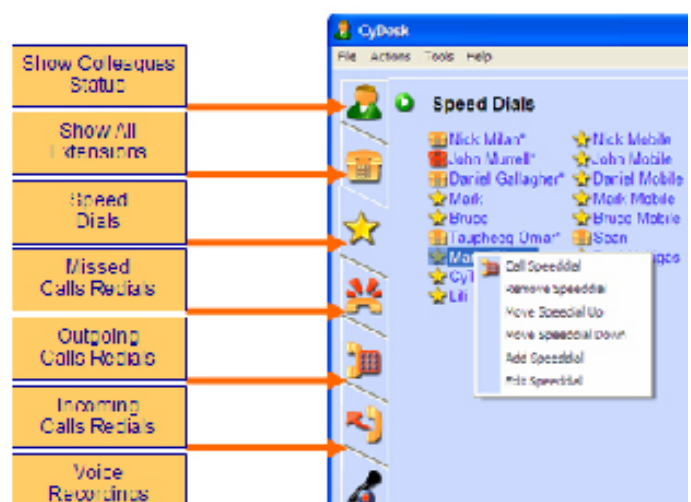 Show Colleagues
Status
Show All
Extensions
Speed
Dials
Missed
Calls Redials
Outgoing
Calls Redials
Incoming
Calls Redials
Voice
Recordings
CyDesk
File Actions Tools Help
Speed Dials
Nick Milan* Nick Mobile
John Murrell* John Mobile
Daniel Gallagher* Daniel Mobile
Mark Mark Mobile
Bruce Bruce Mobile
Taupheeq Omar* Sean
Lili
Call Speeddial
Remove Speeddial
Move Speeddial Up
Move Speeddial Down
Add Speeddial
Edit Speeddial